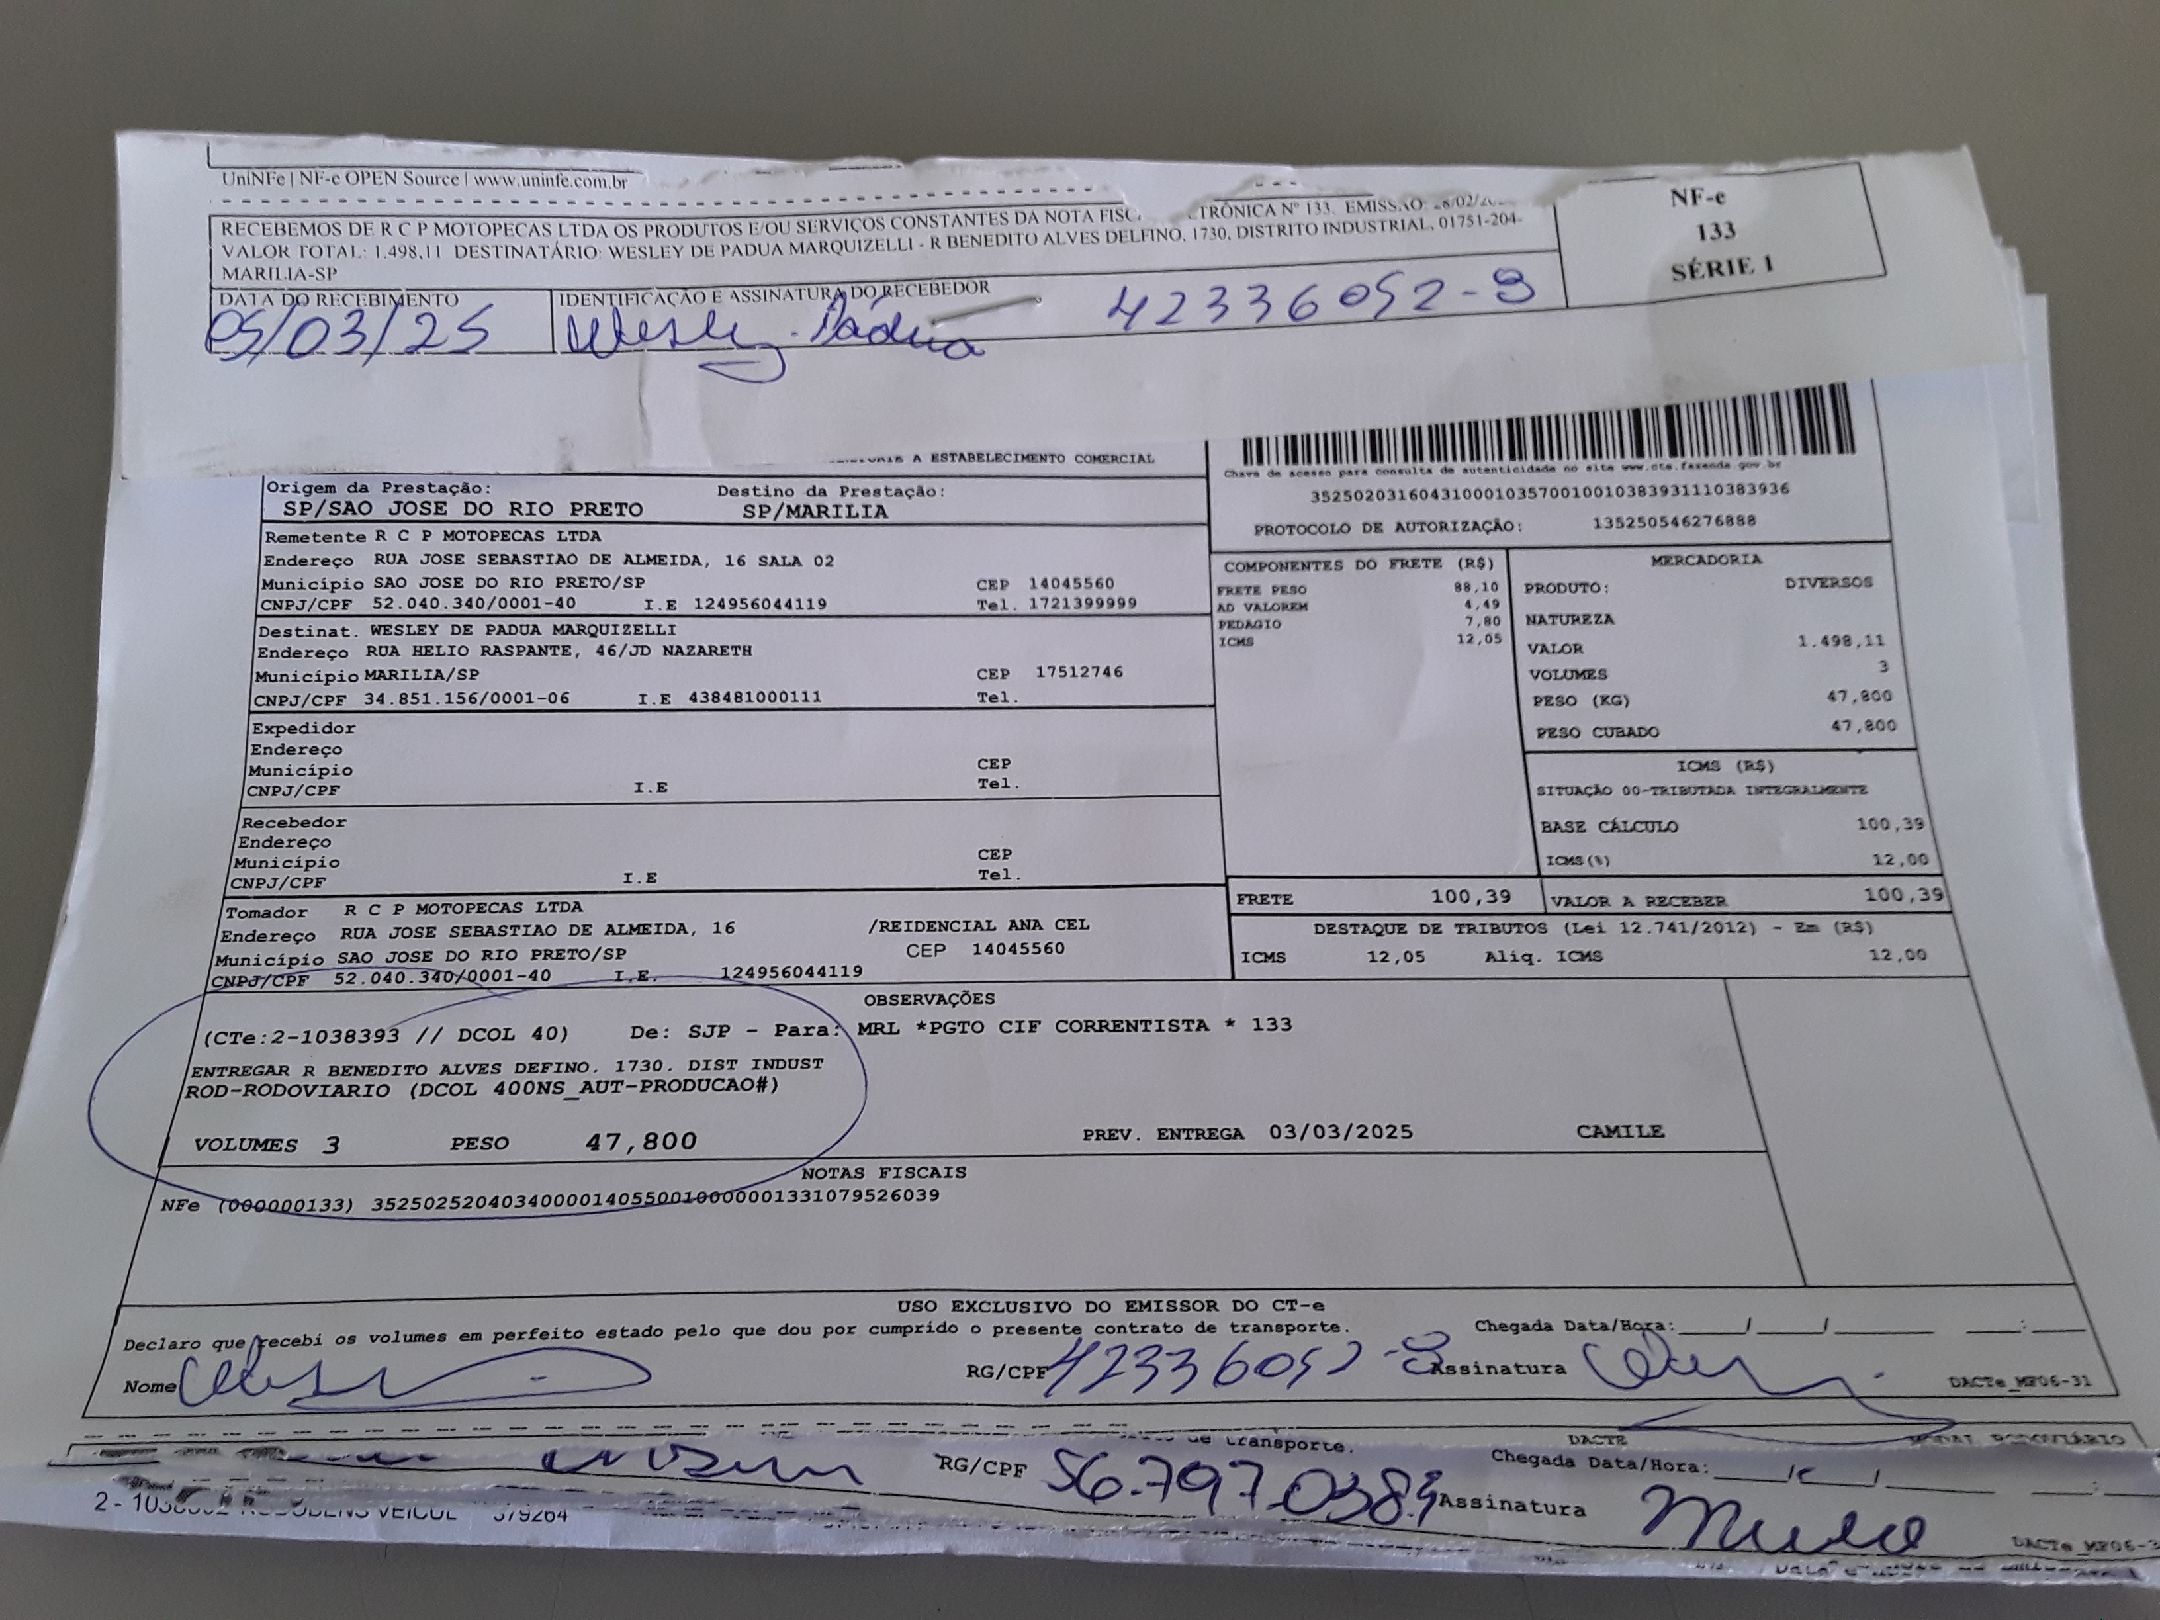 UniNFe | NF-e OPEN Source | www.uninfe.com.br
RECEBEMOS DE R C P MOTOPECAS LTDA OS PRODUTOS E/OU SERVIÇOS CONSTANTES DA NOTA FISC TRÔNICA Nº 133. EMISSÃO: 28/02/
VALOR TOTAL: 1.498,11 DESTINATÁRIO: WESLEY DE PADUA MARQUIZELLI - R BENEDITO ALVES DELFINO, 1730, DISTRITO INDUSTRIAL, 01751-204-
MARILIA-SP
NF-e
133
SÉRIE 1
DATA DO RECEBIMENTO
05/03/25
IDENTIFICAÇÃO E ASSINATURA DO RECEBEDOR
Wesley Pádua 42336052-9
A ESTABELECIMENTO COMERCIAL
Chave de acesso para consulta de autenticidade no site www.cte.fazenda.gov.br
35250203160431000103570010010383931110383936
PROTOCOLO DE AUTORIZAÇÃO: 135250546276888
Origem da Prestação: Destino da Prestação:
SP/SAO JOSE DO RIO PRETO SP/MARILIA
Remetente R C P MOTOPECAS LTDA
Endereço RUA JOSE SEBASTIAO DE ALMEIDA, 16 SALA 02
Município SAO JOSE DO RIO PRETO/SP CEP 14045560
CNPJ/CPF 52.040.340/0001-40 I.E 124956044119 Tel. 1721399999
Destinat. WESLEY DE PADUA MARQUIZELLI
Endereço RUA HELIO RASPANTE, 46/JD NAZARETH
Município MARILIA/SP CEP 17512746
CNPJ/CPF 34.851.156/0001-06 I.E 438481000111 Tel.
Expedidor
Endereço
Município CEP
CNPJ/CPF I.E Tel.
Recebedor
Endereço
Município CEP
CNPJ/CPF I.E Tel.
Tomador R C P MOTOPECAS LTDA
Endereço RUA JOSE SEBASTIAO DE ALMEIDA, 16 /REIDENCIAL ANA CEL
Município SAO JOSE DO RIO PRETO/SP CEP 14045560
CNPJ/CPF 52.040.340/0001-40 I.E. 124956044119
COMPONENTES DO FRETE (R$)
FRETE PESO 88,10
AD VALOREM 4,49
PEDAGIO 7,80
ICMS 12,05
MERCADORIA
PRODUTO: DIVERSOS
NATUREZA
VALOR 1.498,11
VOLUMES 3
PESO (KG) 47,800
PESO CUBADO 47,800
ICMS (R$)
SITUAÇÃO 00-TRIBUTADA INTEGRALMENTE
BASE CÁLCULO 100,39
ICMS(%) 12,00
FRETE 100,39 VALOR A RECEBER 100,39
DESTAQUE DE TRIBUTOS (Lei 12.741/2012) - Em (R$)
ICMS 12,05 Aliq. ICMS 12,00
OBSERVAÇÕES
(CTe:2-1038393 // DCOL 40) De: SJP - Para: MRL *PGTO CIF CORRENTISTA * 133
ENTREGAR R BENEDITO ALVES DEFINO. 1730. DIST INDUST
ROD-RODOVIARIO (DCOL 400NS_AUT-PRODUCAO#)
VOLUMES 3 PESO 47,800 PREV. ENTREGA 03/03/2025 CAMILE
NOTAS FISCAIS
NFe (000000133) 35250252040340000140550010000001331079526039
USO EXCLUSIVO DO EMISSOR DO CT-e
Declaro que recebi os volumes em perfeito estado pelo que dou por cumprido o presente contrato de transporte. Chegada Data/Hora:
Nome RG/CPF 42336052-9 Assinatura DACTe_MF06-31
DACTE
de transporte. Chegada Data/Hora:
RG/CPF 56.797.038 Assinatura
VEICUL 379264